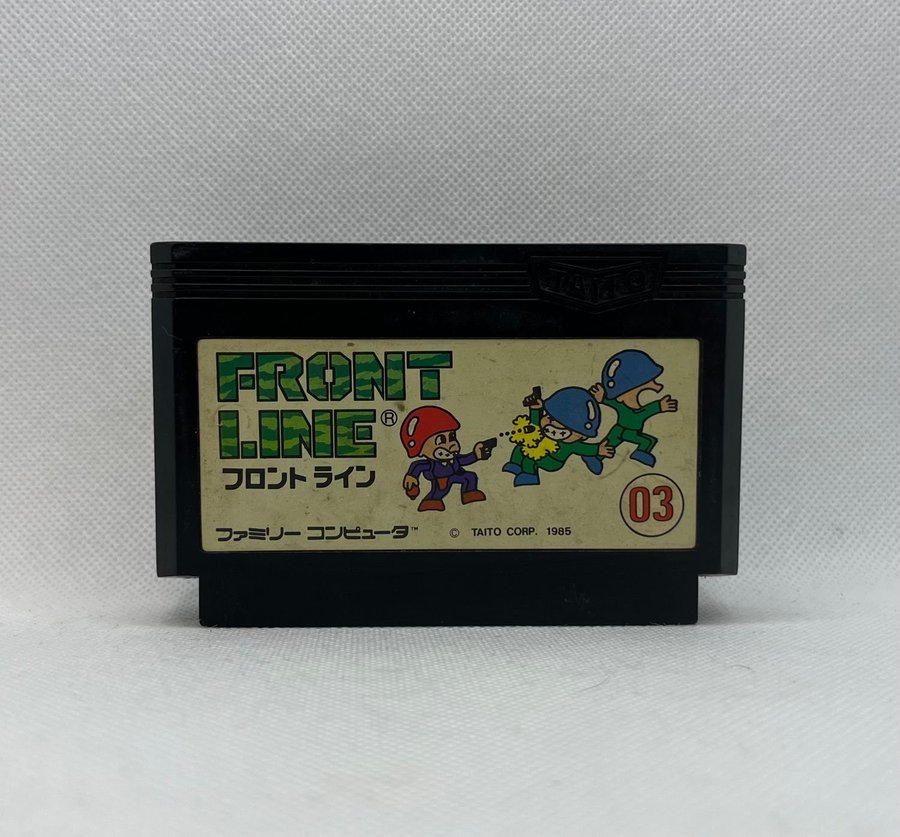 TAITO
FRONT
LINE®
フロント ライン
03
ファミリー コンピュータ™
© TAITO CORP. 1985